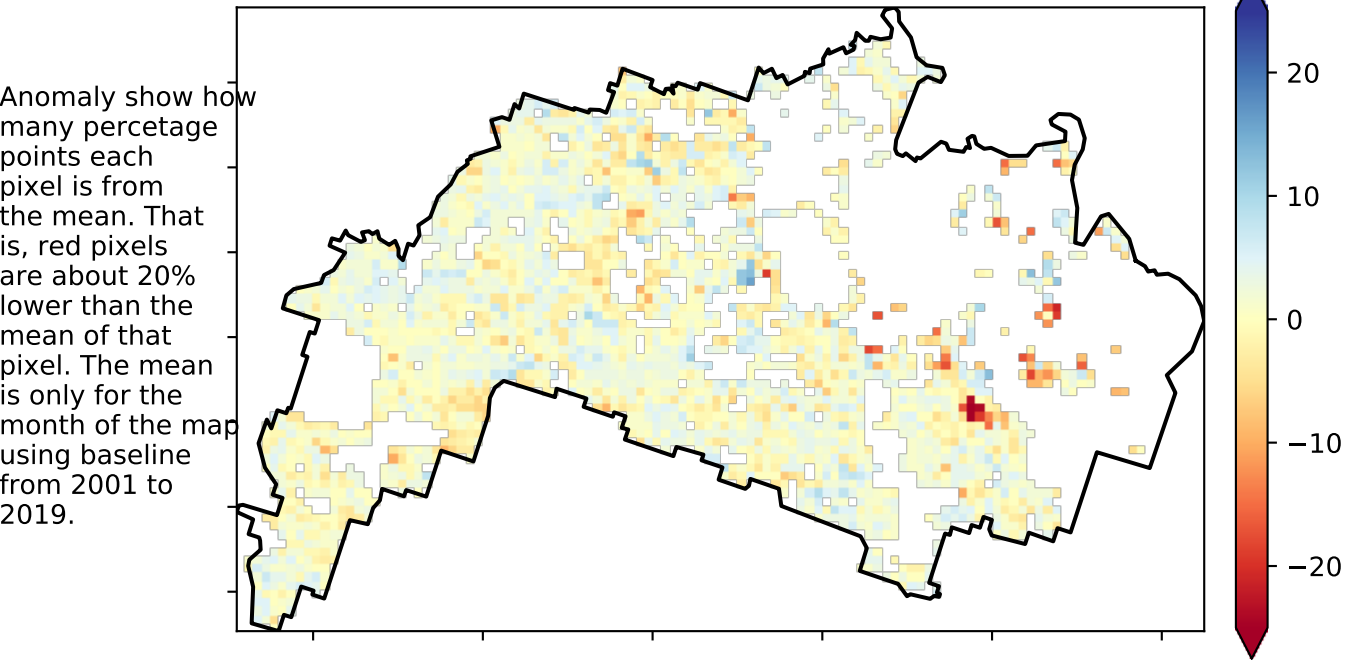 Anomaly show how
many percetage
points each
pixel is from
the mean. That
is, red pixels
are about 20%
lower than the
mean of that
pixel. The mean
is only for the
month of the map
using baseline
from 2001 to
2019.
20
10
0
−10
−20